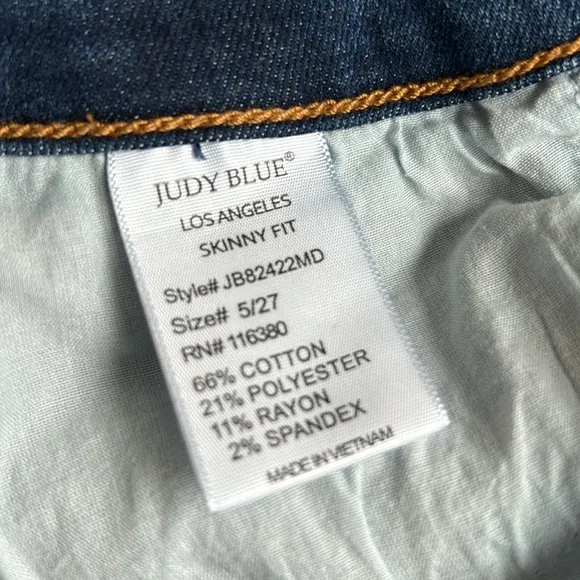 JUDY BLUE®
LOS ANGELES
SKINNY FIT
Style# JB82422MD
Size# 5/27
RN# 116380
66% COTTON
21% POLYESTER
11% RAYON
2% SPANDEX
MADE IN VIETNAM